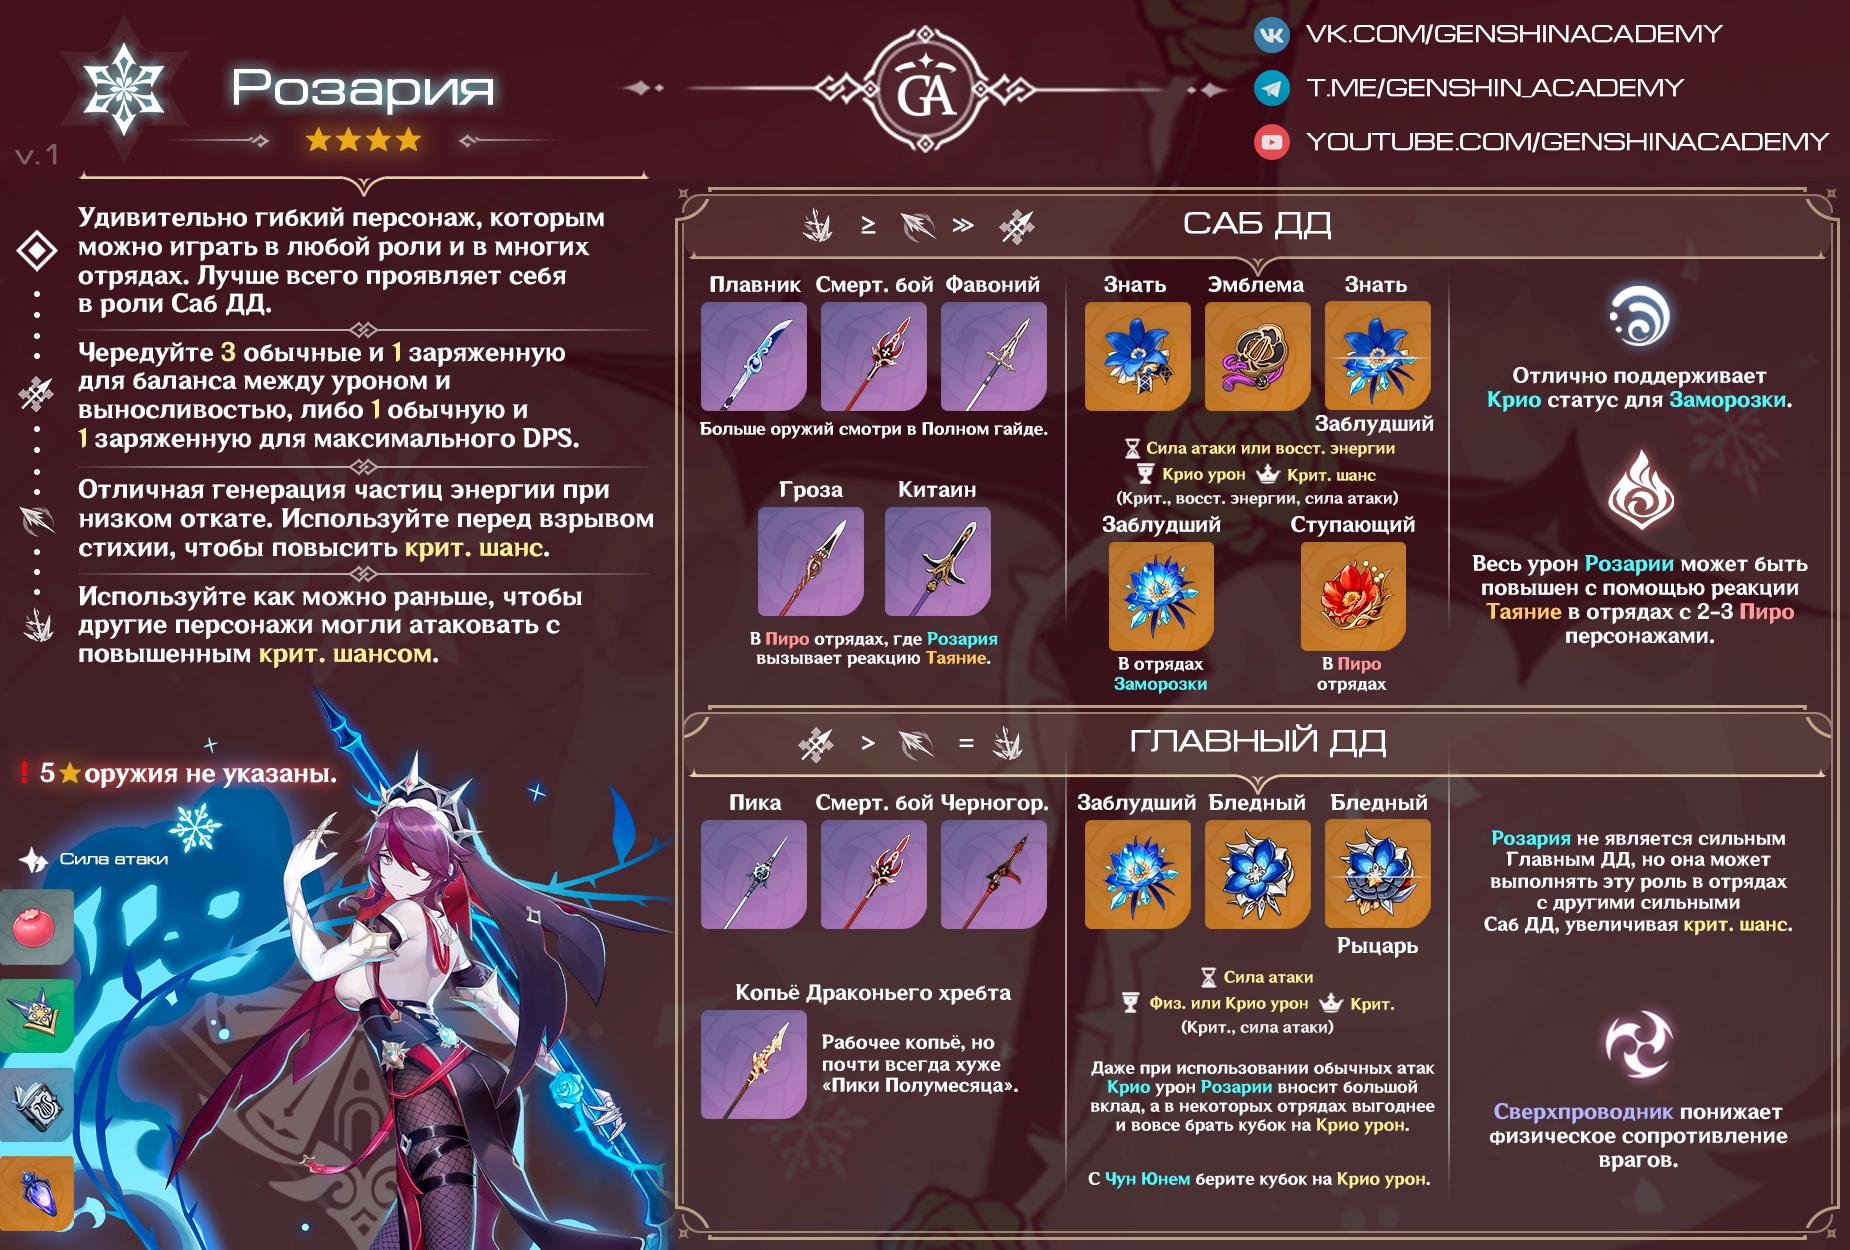 Розария
v.1
GA
VK.COM/GENSHINACADEMY
T.ME/GENSHIN_ACADEMY
YOUTUBE.COM/GENSHINACADEMY
Удивительно гибкий персонаж, которым
можно играть в любой роли и в многих
отрядах. Лучше всего проявляет себя
в роли Саб ДД.
Чередуйте 3 обычные и 1 заряженную
для баланса между уроном и
выносливостью, либо 1 обычную и
1 заряженную для максимального DPS.
Отличная генерация частиц энергии при
низком откате. Используйте перед взрывом
стихии, чтобы повысить крит. шанс.
Используйте как можно раньше, чтобы
другие персонажи могли атаковать с
повышенным крит. шансом.
! 5 ★ оружия не указаны.
Сила атаки
≥ >> САБ ДД
Плавник Смерт. бой Фавоний
Больше оружий смотри в Полном гайде.
Гроза Китаин
В Пиро отрядах, где Розария
вызывает реакцию Таяние.
Знать Эмблема Знать
Заблудший
Сила атаки или восст. энергии
Крио урон Крит. шанс
(Крит., восст. энергии, сила атаки)
Заблудший Ступающий
В отрядах
Заморозки
В Пиро
отрядах
Отлично поддерживает
Крио статус для Заморозки.
Весь урон Розарии может быть
повышен с помощью реакции
Таяние в отрядах с 2-3 Пиро
персонажами.
> = ГЛАВНЫЙ ДД
Пика Смерт. бой Черногор.
Копьё Драконьего хребта
Рабочее копьё, но
почти всегда хуже
«Пики Полумесяца».
Заблудший Бледный Бледный
Рыцарь
Сила атаки
Физ. или Крио урон Крит.
(Крит., сила атаки)
Даже при использовании обычных атак
Крио урон Розарии вносит большой
вклад, а в некоторых отрядах выгоднее
и вовсе брать кубок на Крио урон.
С Чун Юнем берите кубок на Крио урон.
Розария не является сильным
Главным ДД, но она может
выполнять эту роль в отрядах
с другими сильными
Саб ДД, увеличивая крит. шанс.
Сверхпроводник понижает
физическое сопротивление
врагов.